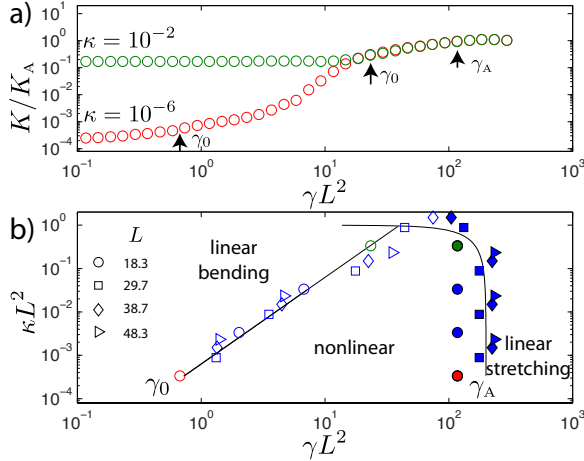 a)
K/K_A
10^1
10^0
10^-1
10^-2
10^-3
10^-4
κ = 10^-2
κ = 10^-6
γ_0
γ_0
γ_A
10^-1 10^0 10^1 10^2 10^3
γL^2
b)
κL^2
10^0
10^-1
10^-2
10^-3
10^-4
L
18.3
29.7
38.7
48.3
linear
bending
nonlinear
linear
stretching
γ_0
γ_A
10^-1 10^0 10^1 10^2 10^3
γL^2